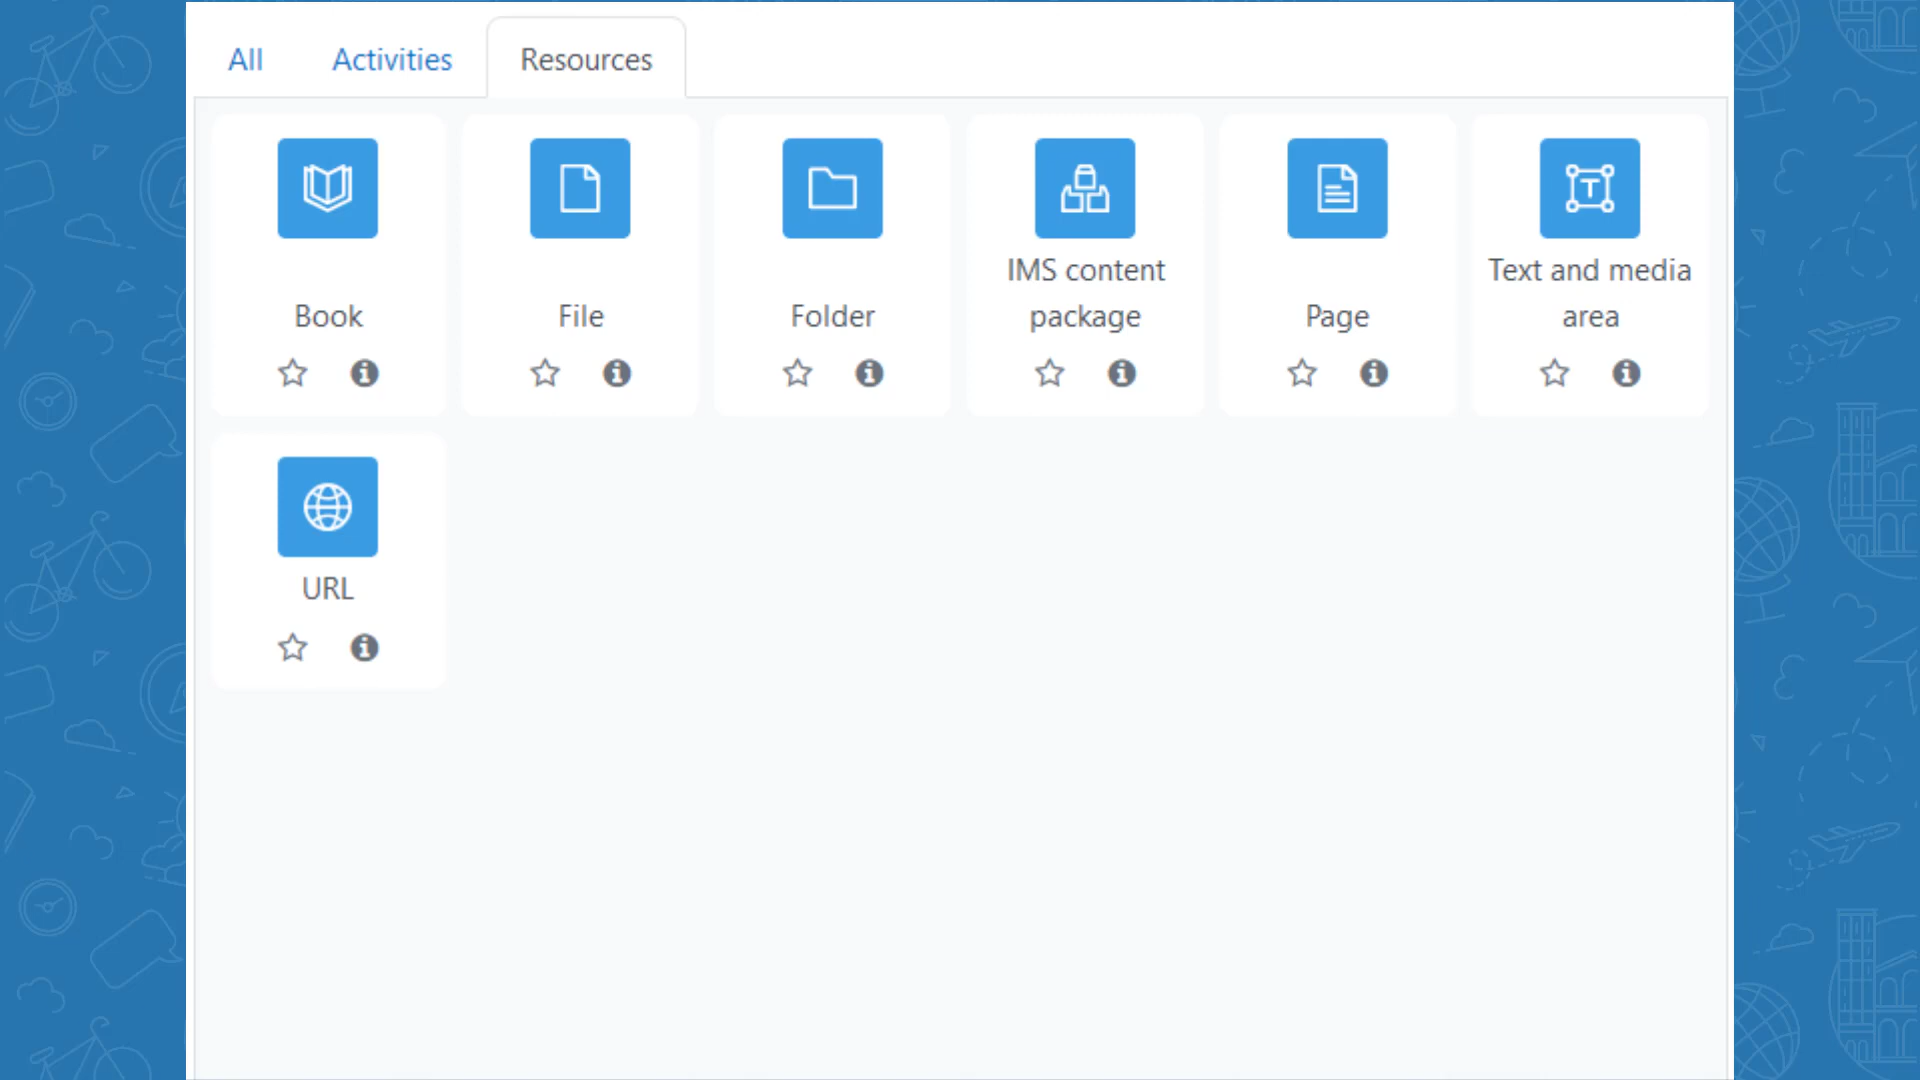 All
Activities
Resources
Book
File
Folder
IMS content
package
Page
Text and media
area
URL